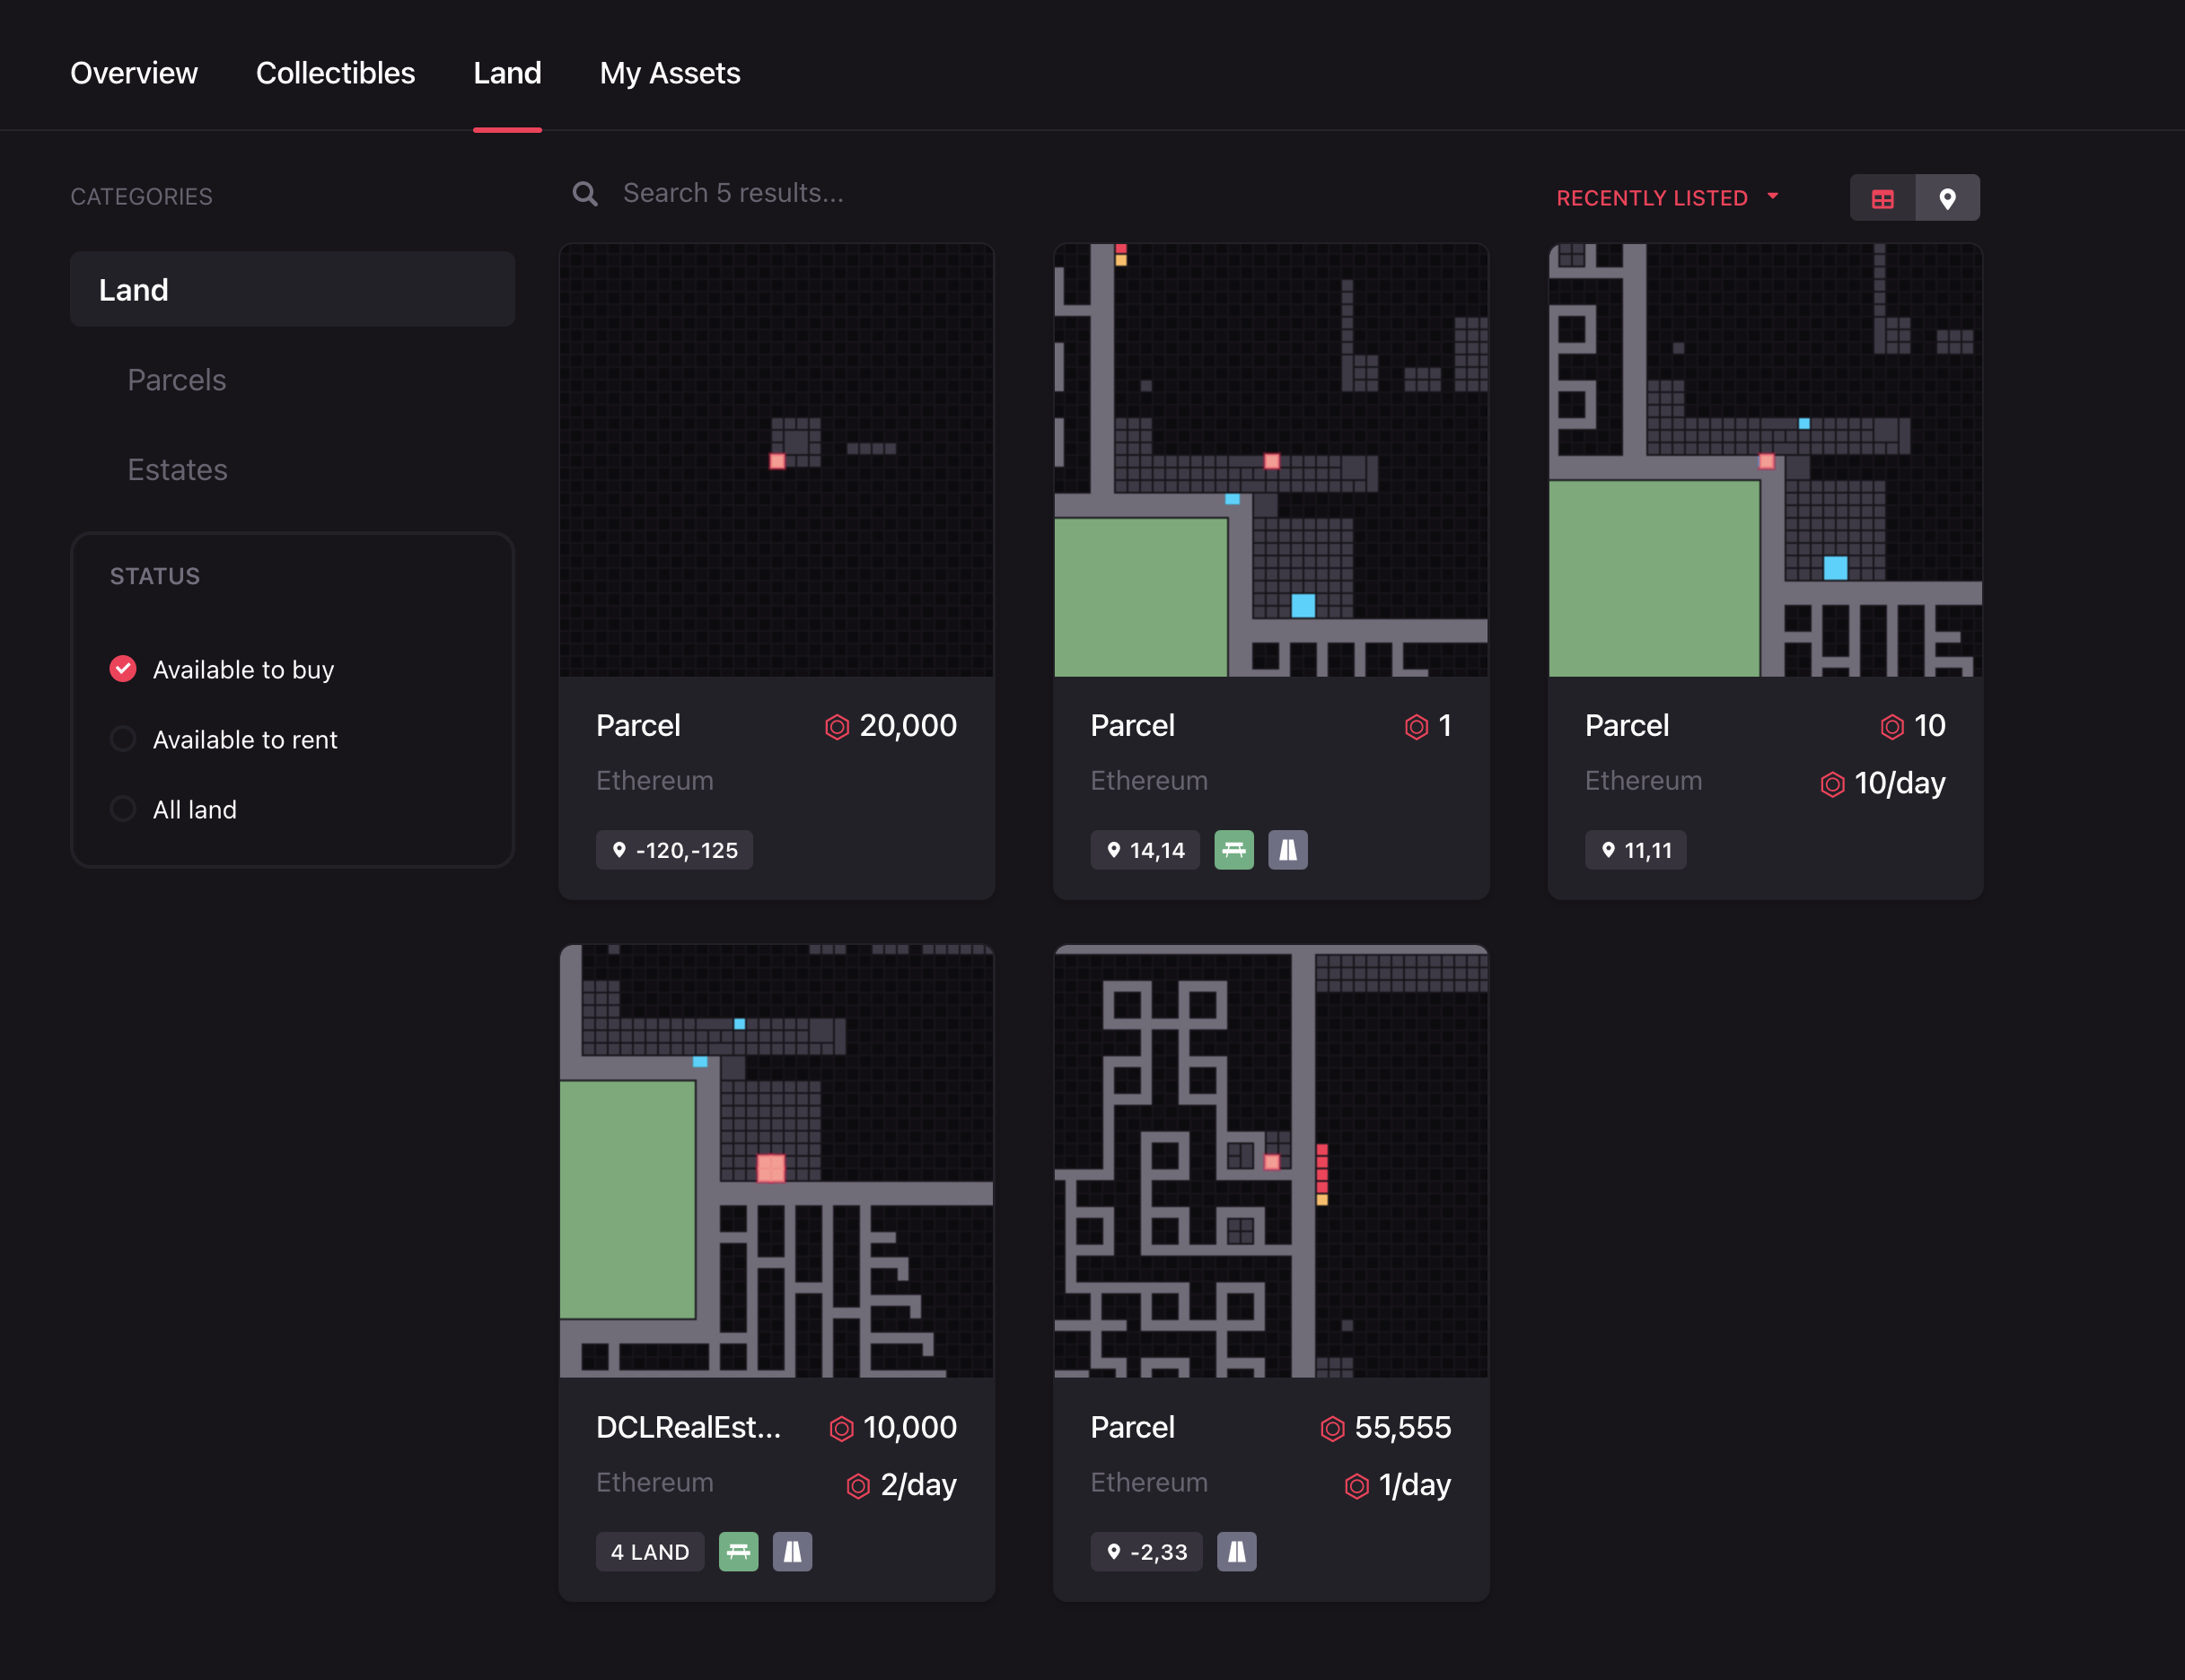 Overview Collectibles Land My Assets
CATEGORIES
Land
Parcels
Estates
STATUS
Available to buy
Available to rent
All land
Search 5 results...
RECENTLY LISTED
Parcel 20,000
Ethereum
-120,-125
Parcel 1
Ethereum
14,14
Parcel 10
Ethereum 10/day
11,11
DCLRealEst... 10,000
Ethereum 2/day
4 LAND
Parcel 55,555
Ethereum 1/day
-2,33